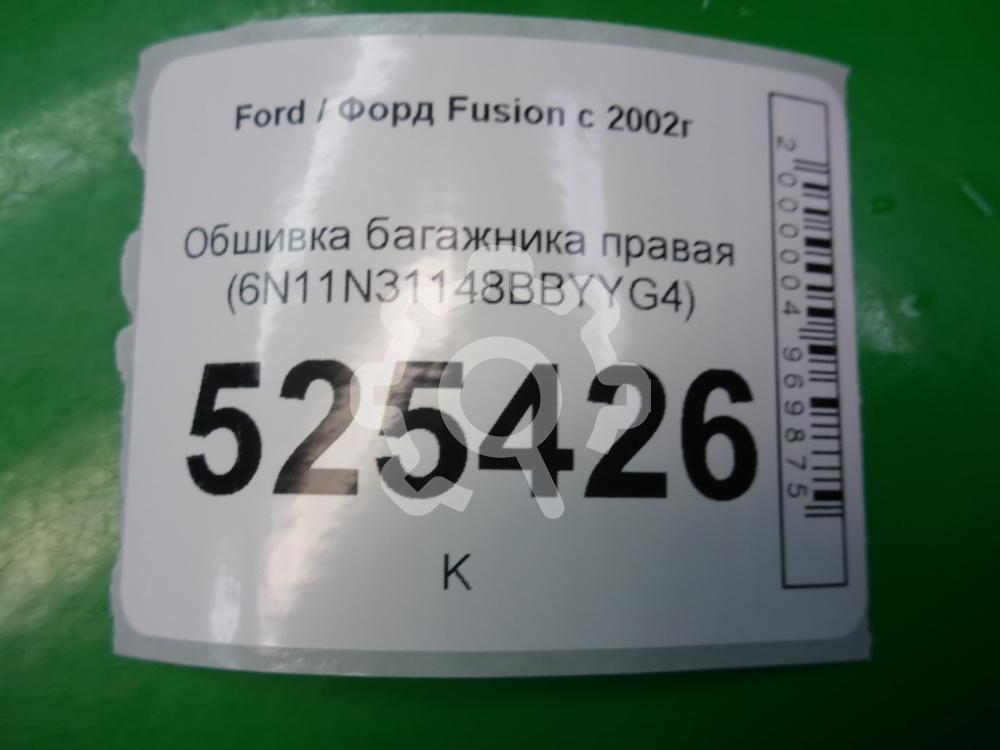 Ford / Форд Fusion с 2002г
Обшивка багажника правая
(6N11N31148BBYYG4)
525426
К
2000004969875